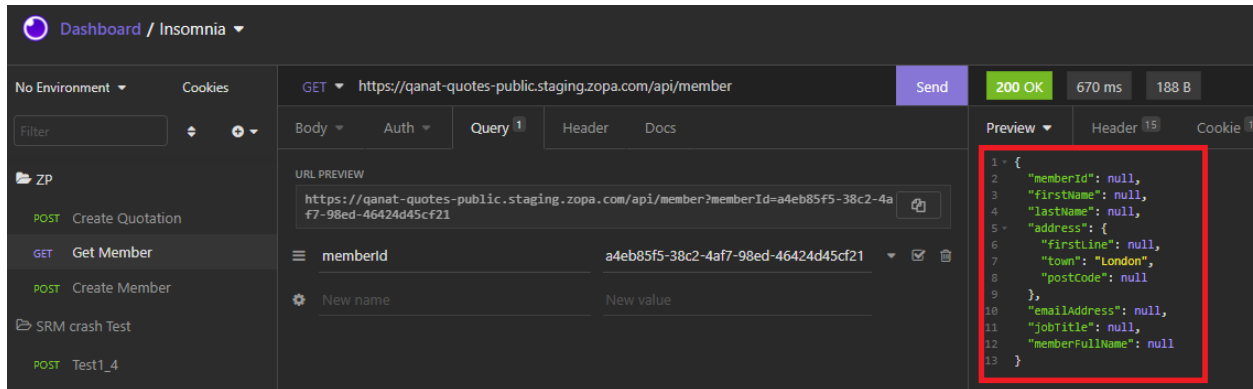 Dashboard / Insomnia
No Environment Cookies
GET https://qanat-quotes-public.staging.zopa.com/api/member Send
200 OK 670 ms 188 B
Filter
Body Auth Query 1 Header Docs
Preview Header 15 Cookie 1
ZP
POST Create Quotation
GET Get Member
POST Create Member
SRM crash Test
POST Test1_4
URL PREVIEW
https://qanat-quotes-public.staging.zopa.com/api/member?memberId=a4eb85f5-38c2-4a
f7-98ed-46424d45cf21
memberId a4eb85f5-38c2-4af7-98ed-46424d45cf21
New name New value
1 {
2 "memberId": null,
3 "firstName": null,
4 "lastName": null,
5 "address": {
6 "firstLine": null,
7 "town": "London",
8 "postCode": null
9 },
10 "emailAddress": null,
11 "jobTitle": null,
12 "memberFullName": null
13 }